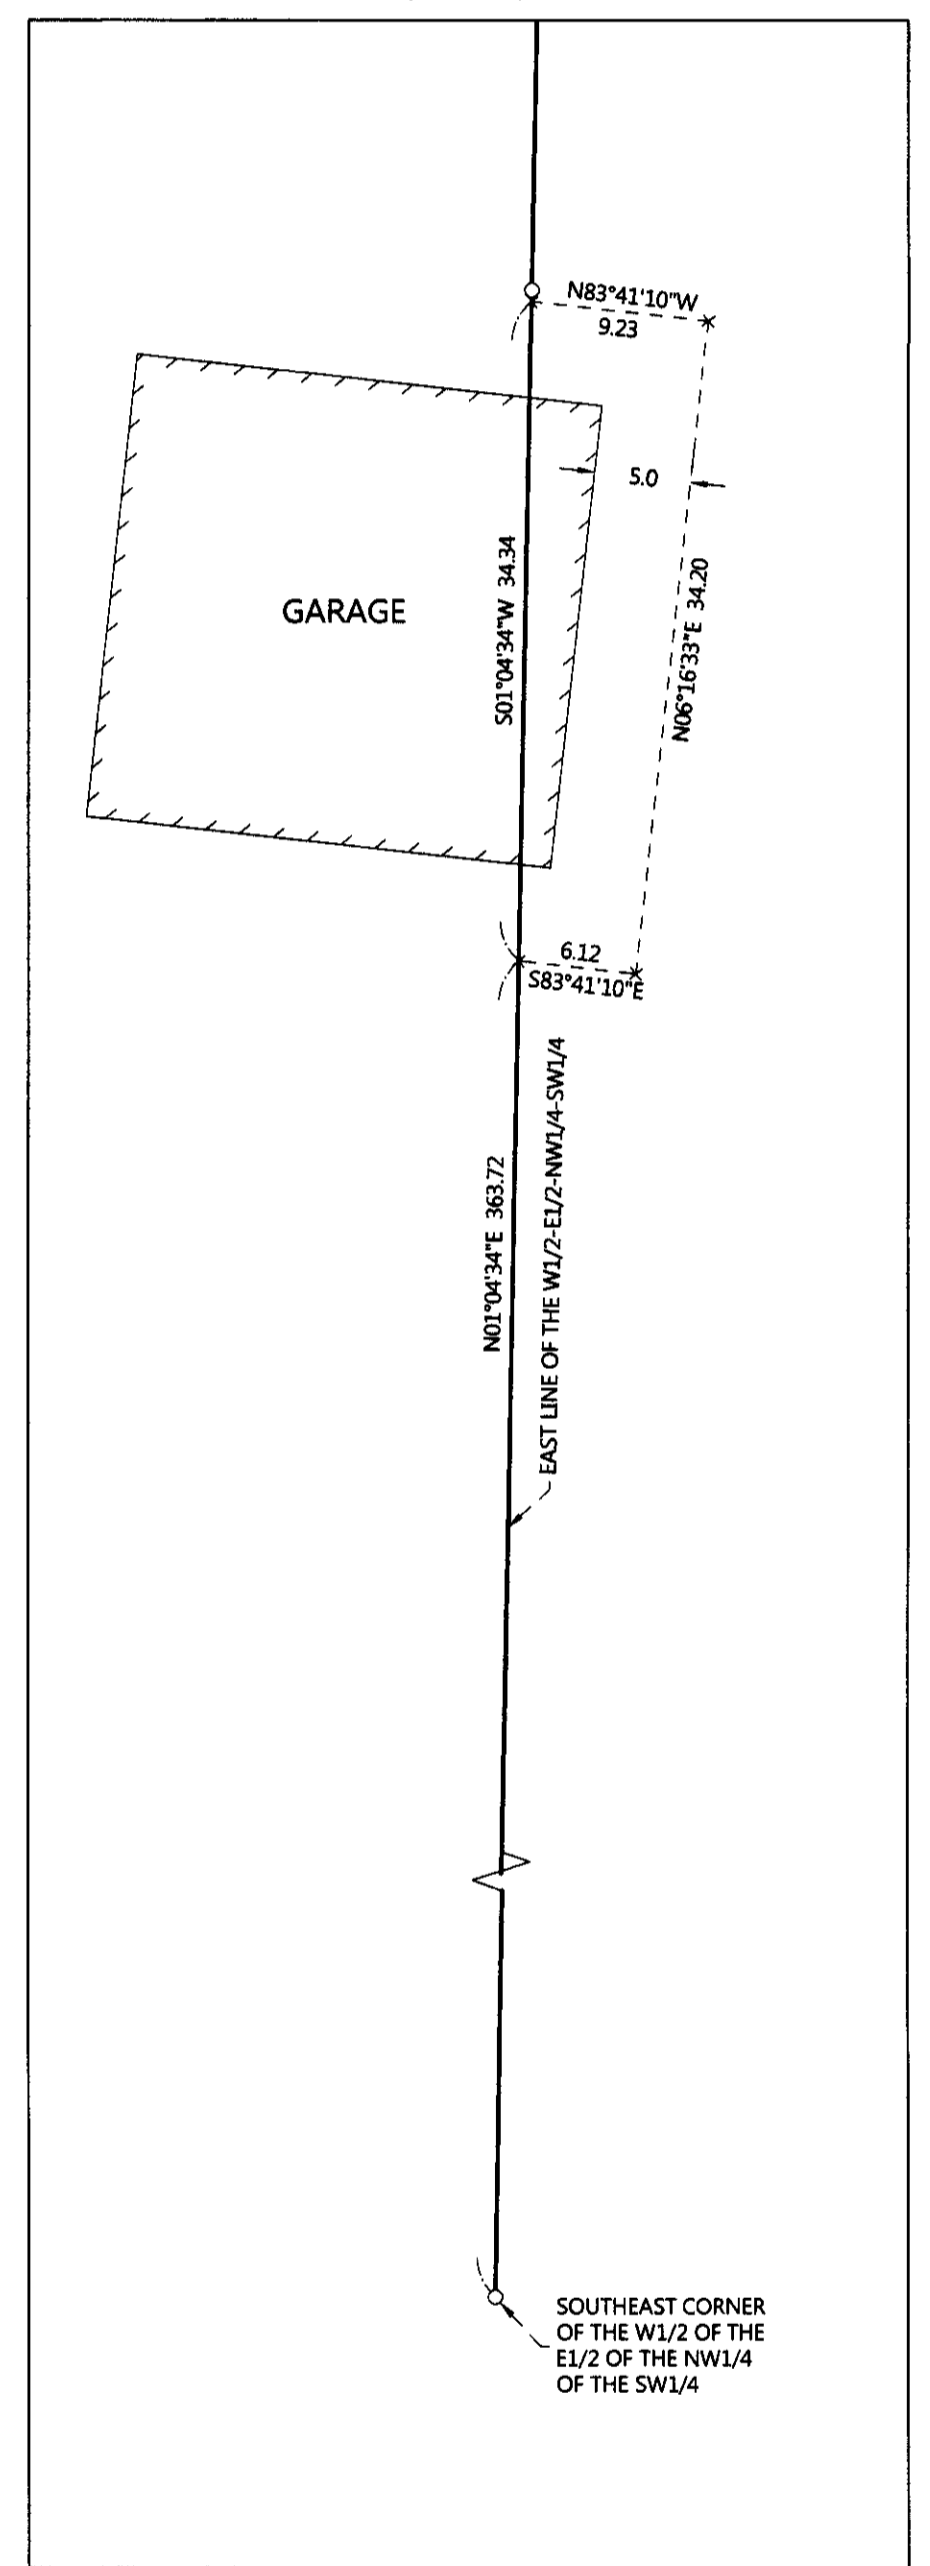 N83°41'10"W
9.23
5.0
S01°04'34"W 34.34
GARAGE
N06°16'33"E 34.20
6.12
S83°41'10"E
EAST LINE OF THE W1/2-E1/2-NW1/4-SW1/4
N01°04'34"E 363.72
SOUTHEAST CORNER
OF THE W1/2 OF THE
E1/2 OF THE NW1/4
OF THE SW1/4